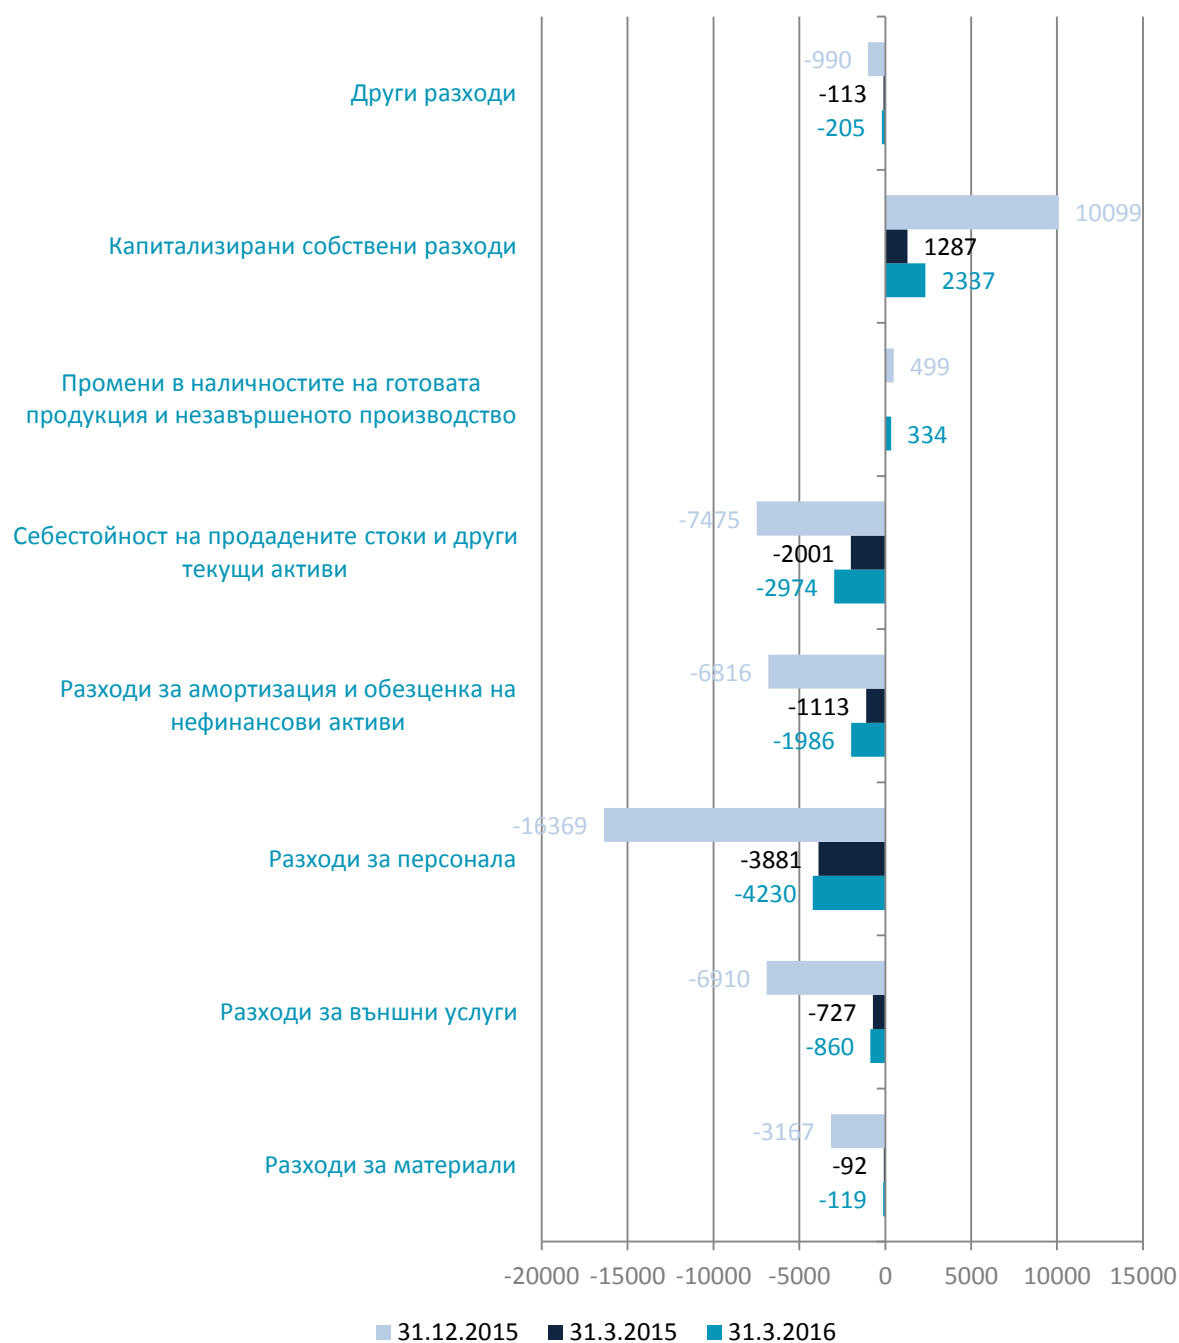 -990
Други разходи
-113
-205
10099
Капитализирани собствени разходи
1287
2337
499
Промени в наличностите на готовата
продукция и незавършеното производство
334
-7475
Себестойност на продадените стоки и други
текущи активи
-2001
-2974
-6816
Разходи за амортизация и обезценка на
нефинансови активи
-1113
-1986
-16369
Разходи за персонала
-3881
-4230
-6910
Разходи за външни услуги
-727
-860
-3167
Разходи за материали
-92
-119
-20000 -15000 -10000 -5000 0 5000 10000 15000
31.12.2015 31.3.2015 31.3.2016